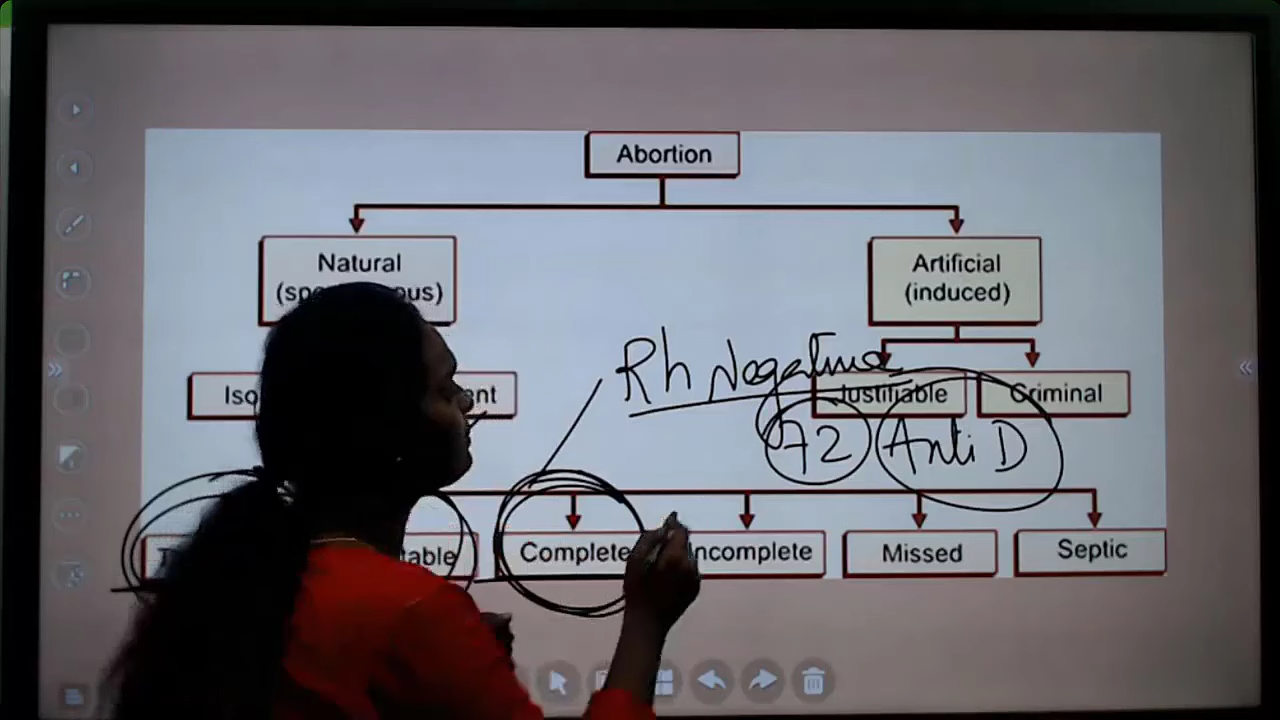 Abortion
Natural
Artificial
(induced)
Rh Negative
Justifiable
Criminal
72
Anti D
Complete
Incomplete
Missed
Septic